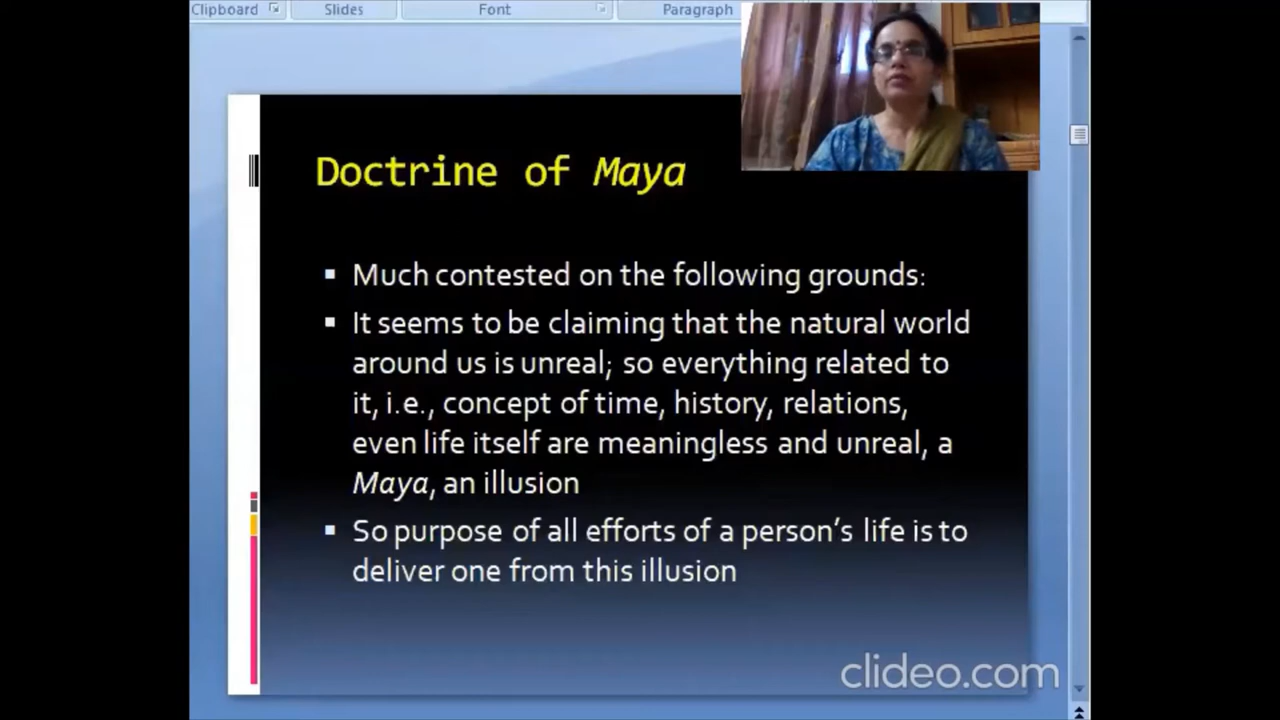 Clipboard Slides Font Paragraph
Doctrine of Maya
Much contested on the following grounds:
It seems to be claiming that the natural world
around us is unreal; so everything related to
it, i.e., concept of time, history, relations,
even life itself are meaningless and unreal, a
Maya, an illusion
So purpose of all efforts of a person's life is to
deliver one from this illusion
clideo.com